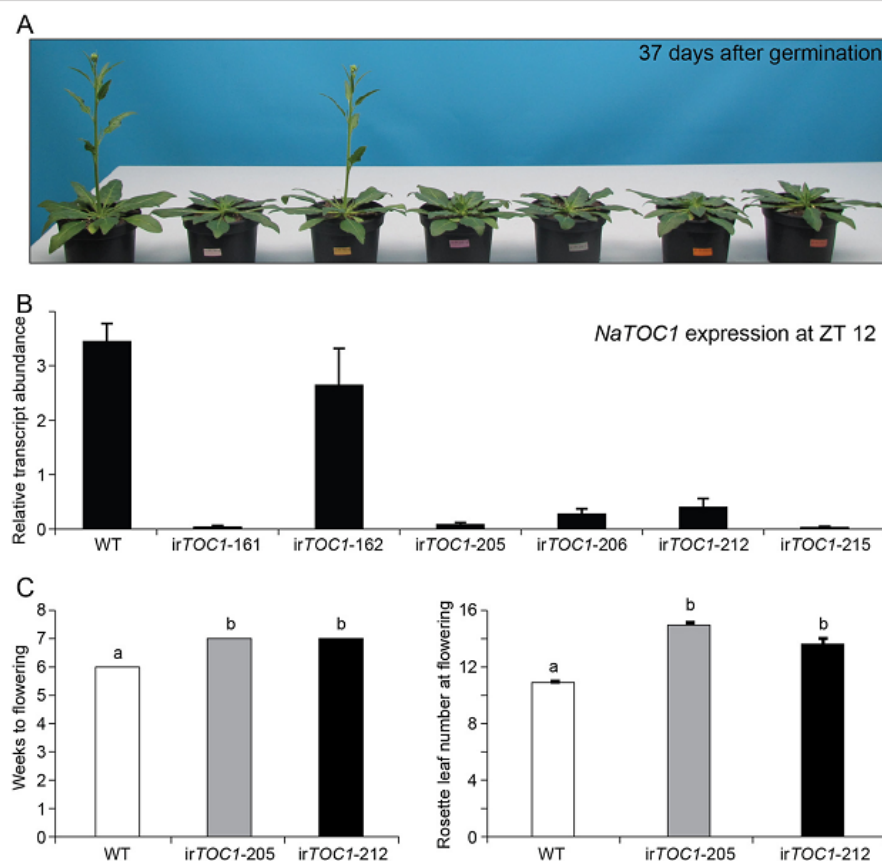 A
37 days after germination
B
Relative transcript abundance
NaTOC1 expression at ZT 12
3
2
1
0
WT irTOC1-161 irTOC1-162 irTOC1-205 irTOC1-206 irTOC1-212 irTOC1-215
C
Weeks to flowering
8
7
6
5
4
3
2
1
0
a b b
WT irTOC1-205 irTOC1-212
Rosette leaf number at flowering
16
12
8
4
0
a b b
WT irTOC1-205 irTOC1-212